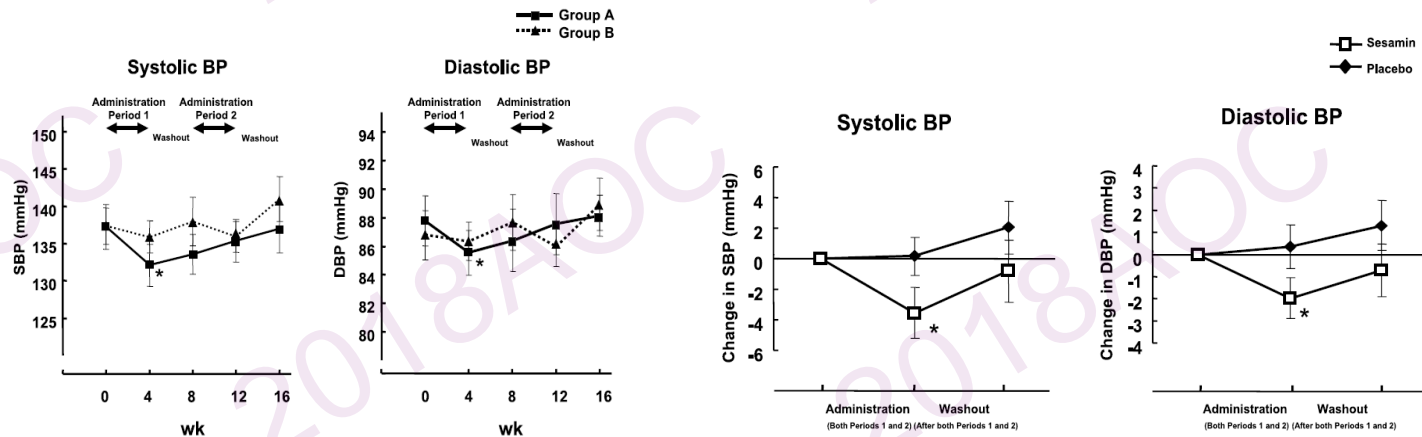 Group A
Group B
Systolic BP
Administration
Period 1
Administration
Period 2
Washout
Washout
150
145
140
135
130
125
SBP (mmHg)
*
0 4 8 12 16
wk
Diastolic BP
Administration
Period 1
Administration
Period 2
Washout
Washout
94
92
90
88
86
84
82
80
DBP (mmHg)
*
0 4 8 12 16
wk
Sesamin
Placebo
Systolic BP
6
4
2
0
-2
-4
-6
Change in SBP (mmHg)
*
Administration Washout
(Both Periods 1 and 2) (After both Periods 1 and 2)
Diastolic BP
4
3
2
1
0
-1
-2
-3
-4
Change in DBP (mmHg)
*
Administration Washout
(Both Periods 1 and 2) (After both Periods 1 and 2)
2018AOC
2018AOC
AOC